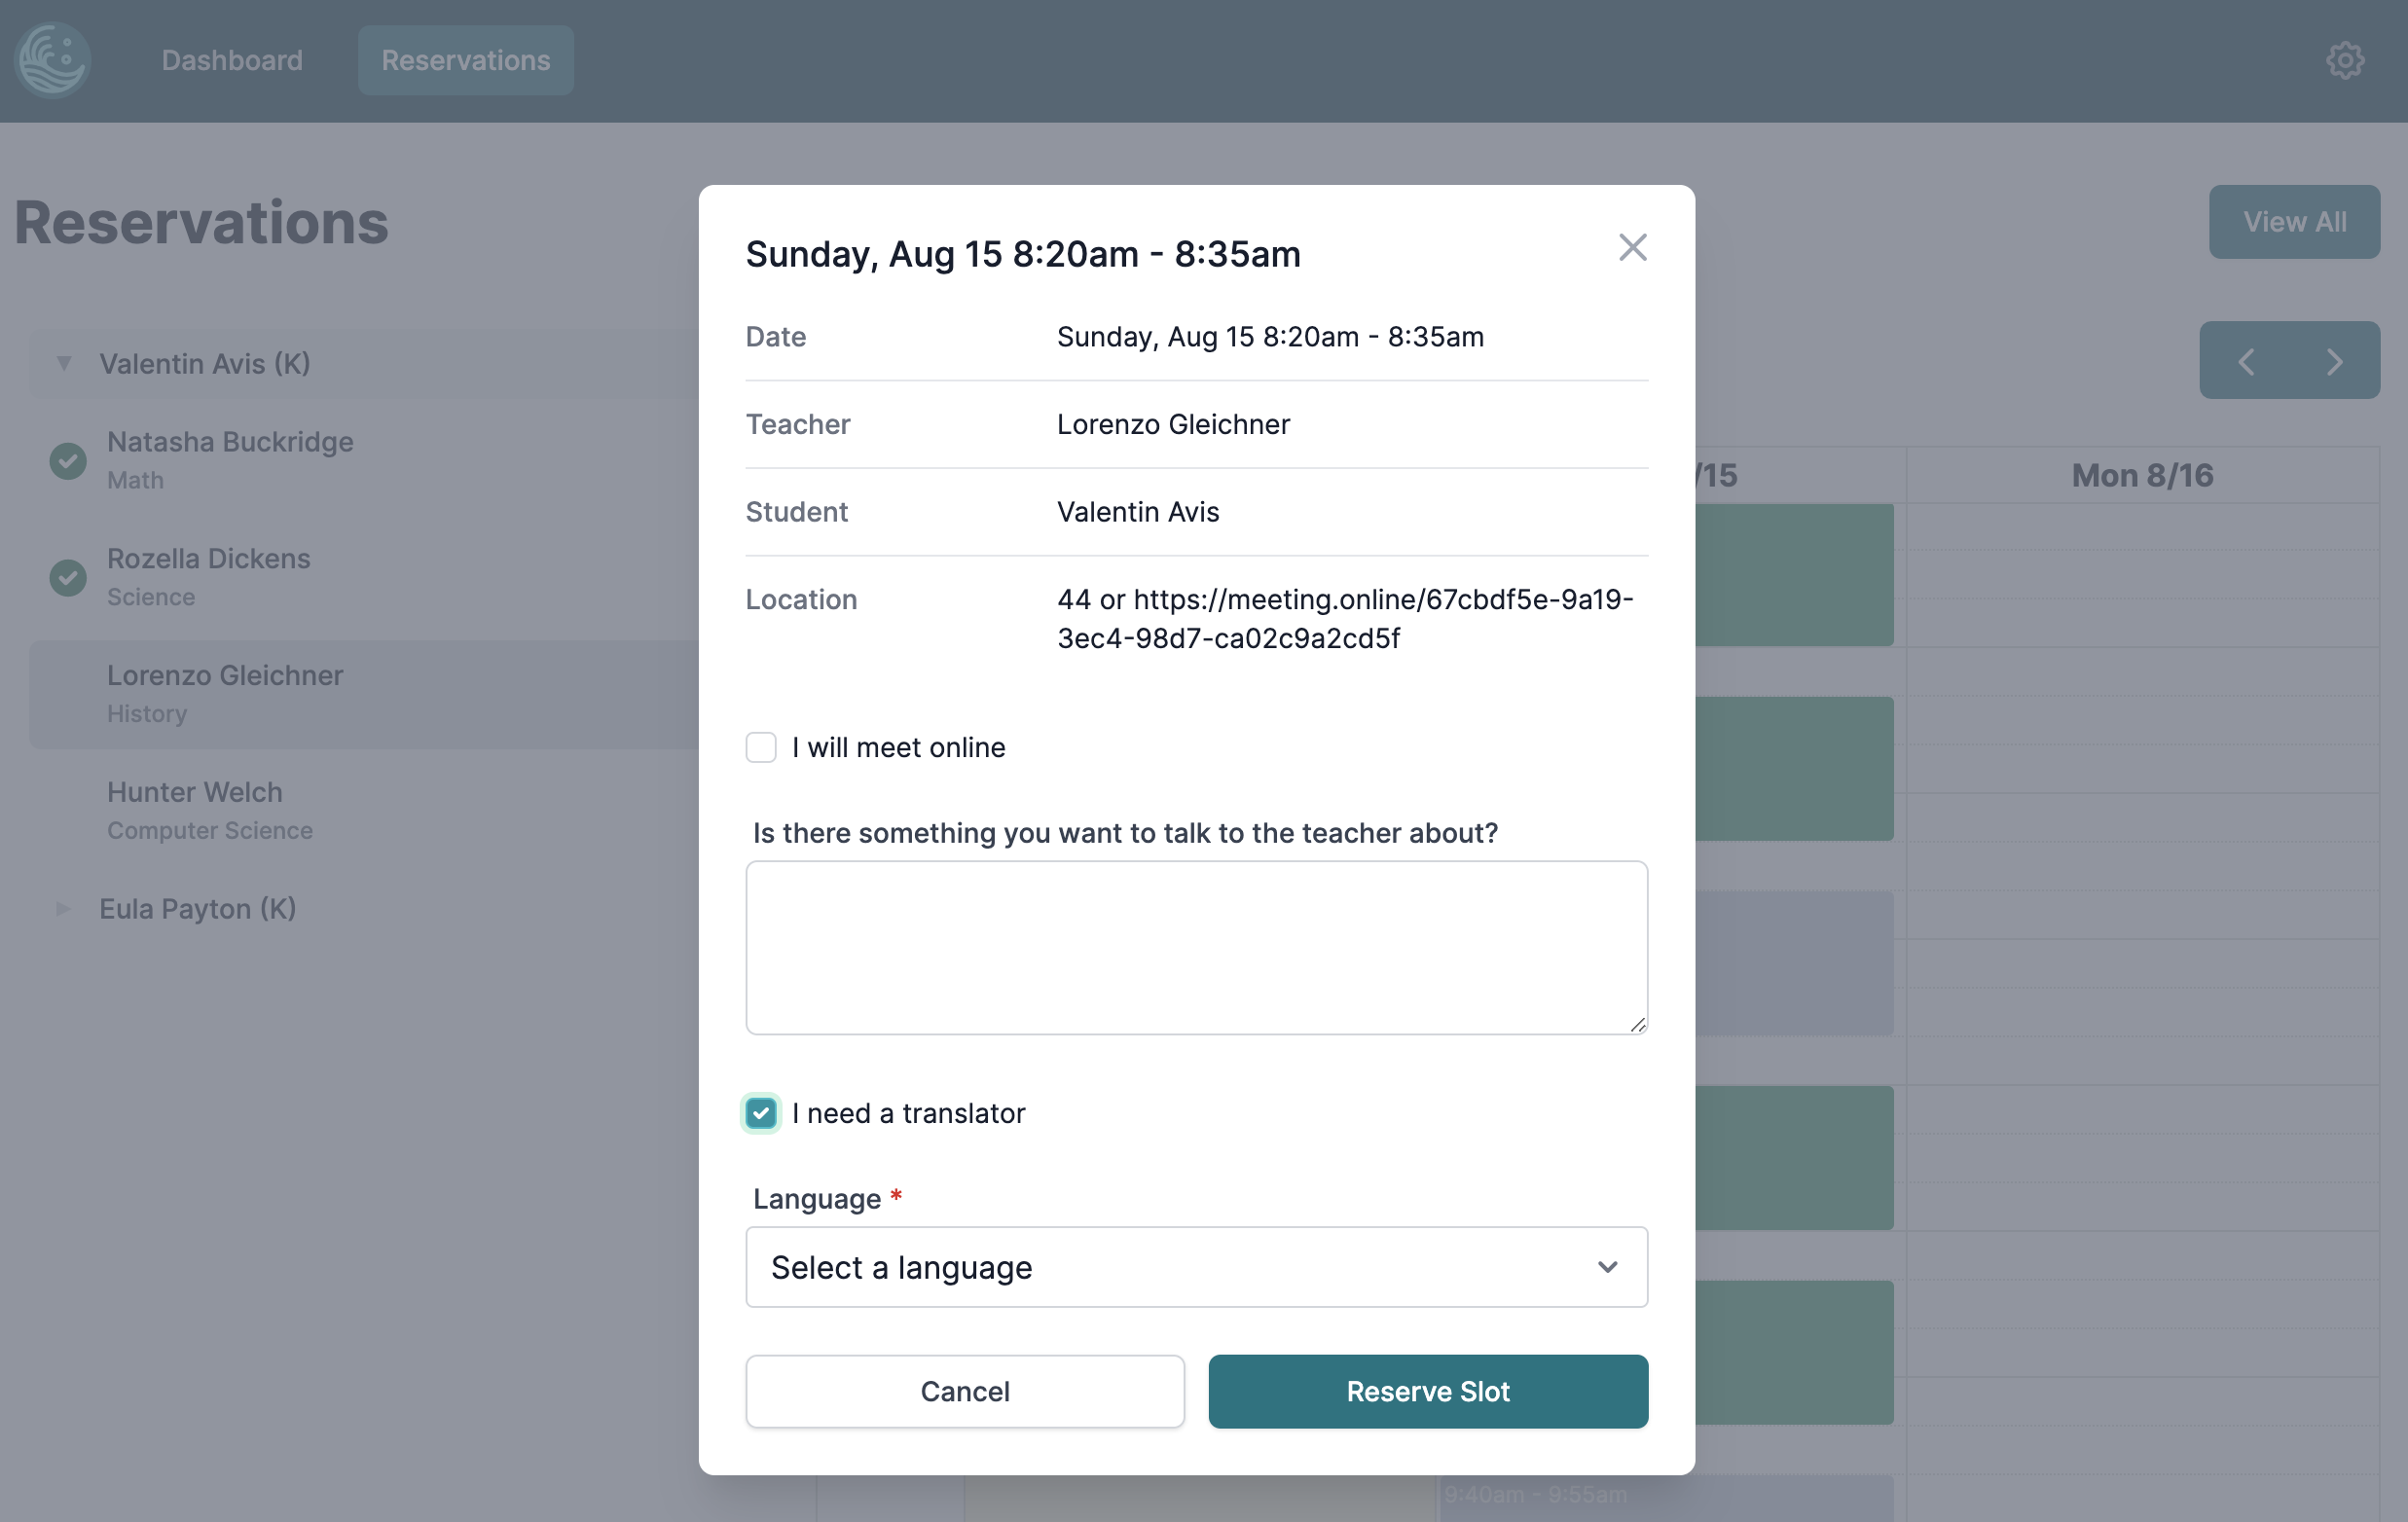 Dashboard
Reservations
Reservations
View All
Valentin Avis (K)
Natasha Buckridge
Math
Rozella Dickens
Science
Lorenzo Gleichner
History
Hunter Welch
Computer Science
Eula Payton (K)
/15
Mon 8/16
9:40am - 9:55am
Sunday, Aug 15 8:20am - 8:35am
Date
Sunday, Aug 15 8:20am - 8:35am
Teacher
Lorenzo Gleichner
Student
Valentin Avis
Location
44 or https://meeting.online/67cbdf5e-9a19-
3ec4-98d7-ca02c9a2cd5f
I will meet online
Is there something you want to talk to the teacher about?
I need a translator
Language *
Select a language
Cancel
Reserve Slot